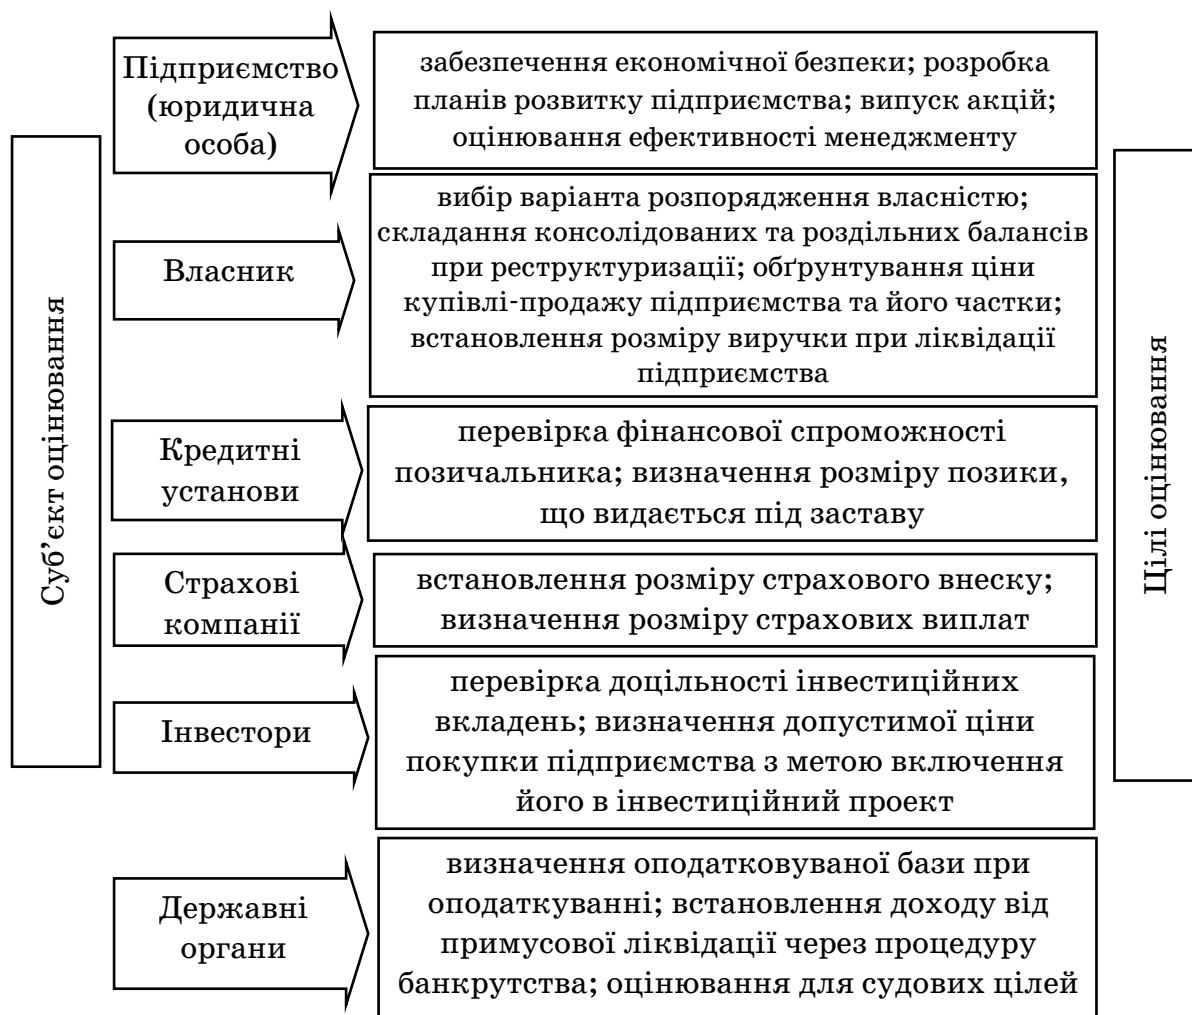 Суб’єкт оцінювання
Підприємство
(юридична
особа)
забезпечення економічної безпеки; розробка
планів розвитку підприємства; випуск акцій;
оцінювання ефективності менеджменту
Власник
вибір варіанта розпорядження власністю;
складання консолідованих та роздільних балансів
при реструктуризації; обґрунтування ціни
купівлі-продажу підприємства та його частки;
встановлення розміру виручки при ліквідації
підприємства
Кредитні
установи
перевірка фінансової спроможності
позичальника; визначення розміру позики,
що видається під заставу
Страхові
компанії
встановлення розміру страхового внеску;
визначення розміру страхових виплат
Інвестори
перевірка доцільності інвестиційних
вкладень; визначення допустимої ціни
покупки підприємства з метою включення
його в інвестиційний проект
Державні
органи
визначення оподатковуваної бази при
оподаткуванні; встановлення доходу від
примусової ліквідації через процедуру
банкрутства; оцінювання для судових цілей
Цілі оцінювання